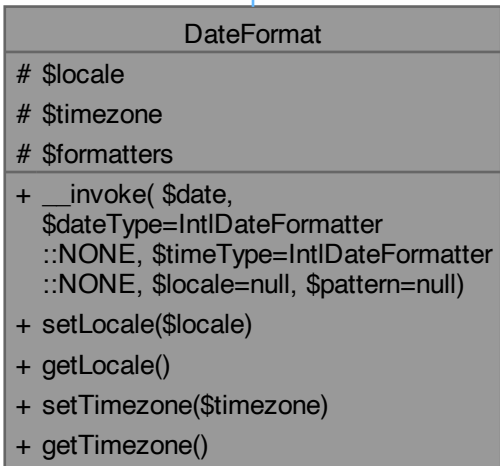 DateFormat
# $locale
# $timezone
# $formatters
+ __invoke( $date,
$dateType=IntlDateFormatter
::NONE, $timeType=IntlDateFormatter
::NONE, $locale=null, $pattern=null)
+ setLocale($locale)
+ getLocale()
+ setTimezone($timezone)
+ getTimezone()